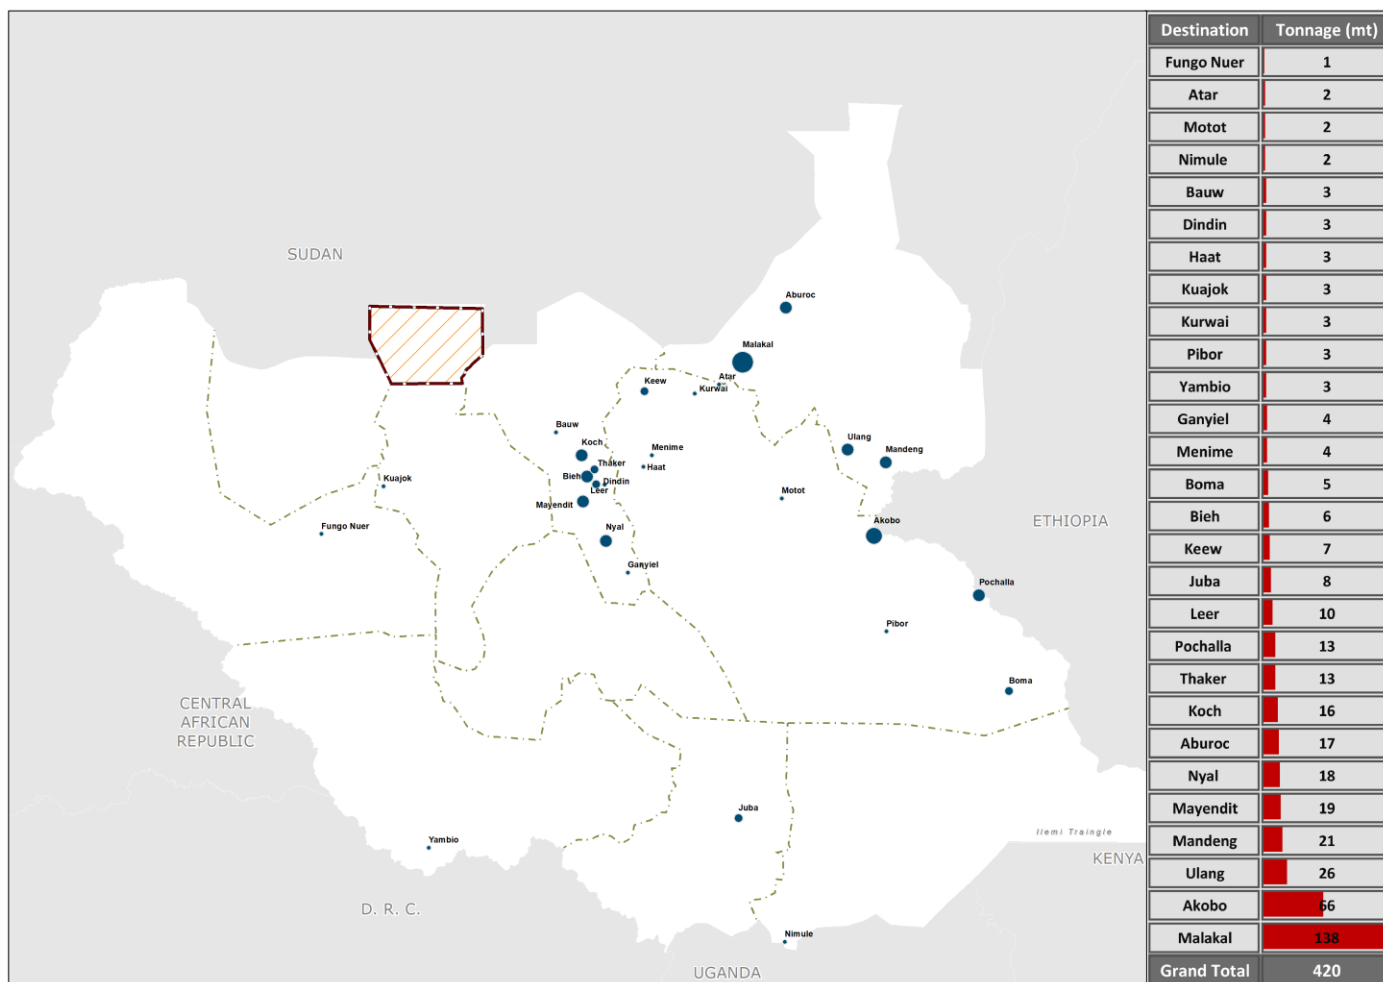 SUDAN
Aburoc
Malakal
Atar
Keew
Kurwai
Bauw
Koch
Menime
Ulang
Mandeng
Thaker
Haat
Bieh
Dindin
Leer
Kuajok
Mayendit
Motot
Fungo Nuer
Nyal
Akobo
ETHIOPIA
Ganyiel
Pochalla
Pibor
Boma
CENTRAL
AFRICAN
REPUBLIC
Juba
Yambio
Ilemi Traingle
KENYA
D. R. C.
Nimule
UGANDA
Destination Tonnage (mt)
Fungo Nuer 1
Atar 2
Motot 2
Nimule 2
Bauw 3
Dindin 3
Haat 3
Kuajok 3
Kurwai 3
Pibor 3
Yambio 3
Ganyiel 4
Menime 4
Boma 5
Bieh 6
Keew 7
Juba 8
Leer 10
Pochalla 13
Thaker 13
Koch 16
Aburoc 17
Nyal 18
Mayendit 19
Mandeng 21
Ulang 26
Akobo 66
Malakal 138
Grand Total 420